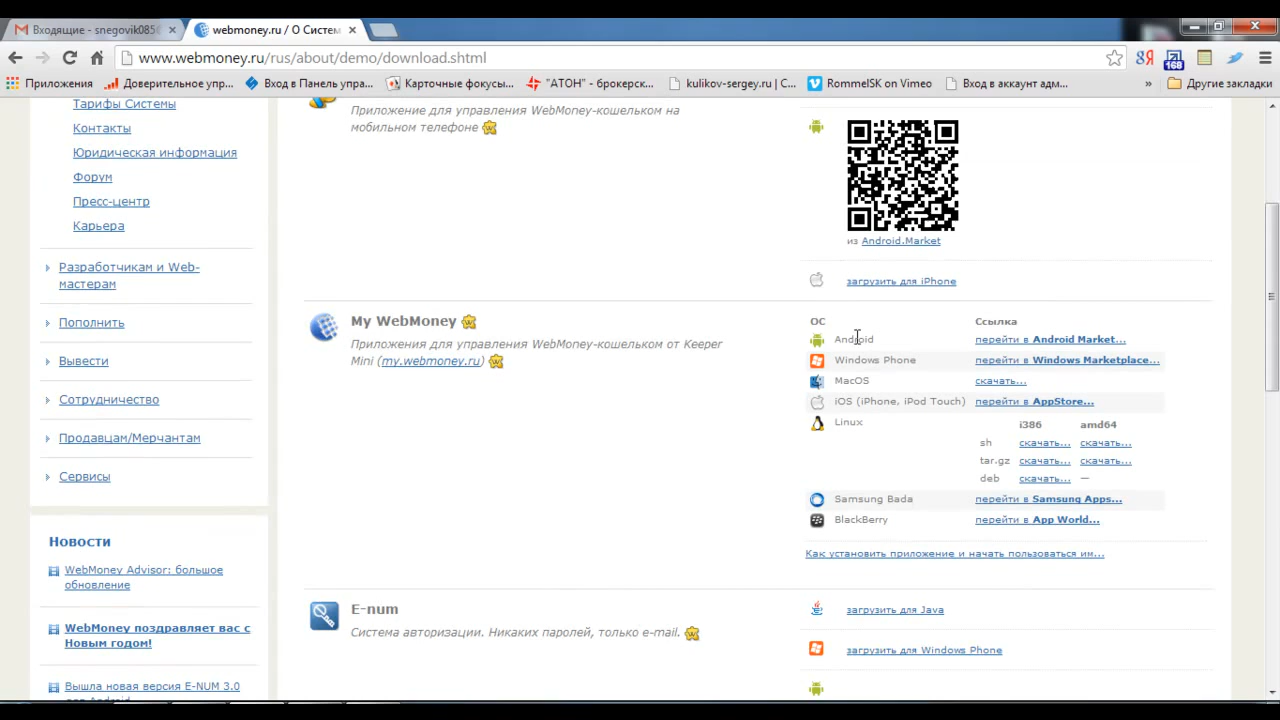 Входящие - snegovik085
webmoney.ru / О Систем
www.webmoney.ru/rus/about/demo/download.shtml
168
Приложения
Доверительное упр...
Вход в Панель упра...
Карточные фокусы...
"АТОН" - брокерск...
kulikov-sergey.ru | С...
RommelSK on Vimeo
Вход в аккаунт адм...
»
Другие закладки
Тарифы Системы
Контакты
Юридическая информация
Форум
Пресс-центр
Карьера
Разработчикам и Web-
мастерам
Пополнить
Вывести
Сотрудничество
Продавцам/Мерчантам
Сервисы
Новости
WebMoney Advisor: большое
обновление
WebMoney поздравляет вас с
Новым годом!
Вышла новая версия E-NUM 3.0
для Android
Приложение для управления WebMoney-кошельком на
мобильном телефоне
из Android.Market
загрузить для iPhone
My WebMoney
Приложения для управления WebMoney-кошельком от Keeper
Mini (my.webmoney.ru)
ОС Ссылка
Android перейти в Android Market...
Windows Phone перейти в Windows Marketplace...
MacOS скачать...
iOS (iPhone, iPod Touch) перейти в AppStore...
Linux i386 amd64
sh скачать... скачать...
tar.gz скачать... скачать...
deb скачать... —
Samsung Bada перейти в Samsung Apps...
BlackBerry перейти в App World...
Как установить приложение и начать пользоваться им...
E-num
Система авторизации. Никаких паролей, только e-mail.
загрузить для Java
загрузить для Windows Phone